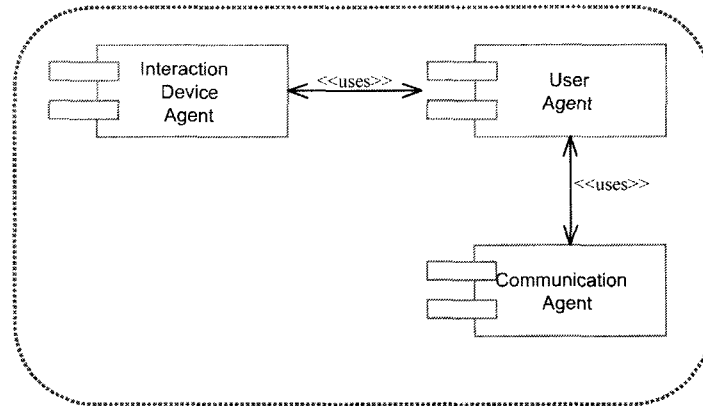 Interaction
Device
Agent
<<uses>>
User
Agent
<<uses>>
Communication
Agent